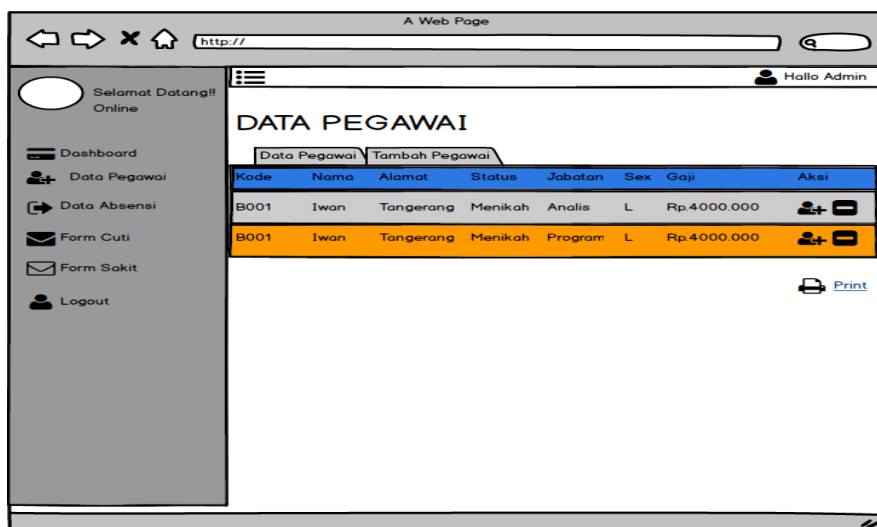 A Web Page
http://
Selamat Datang!!
Online
Dashboard
Data Pegawai
Data Absensi
Form Cuti
Form Sakit
Logout
Hallo Admin
DATA PEGAWAI
Data Pegawai Tambah Pegawai
Kode Nama Alamat Status Jabatan Sex Gaji Aksi
B001 Iwan Tangerang Menikah Analis L Rp.4000.000
B001 Iwan Tangerang Menikah Program L Rp.4000.000
Print